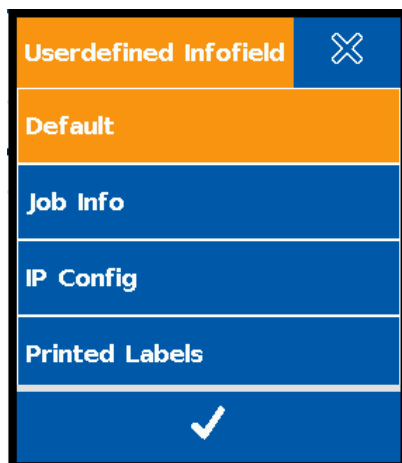 Userdefined Infofield
Default
Job Info
IP Config
Printed Labels